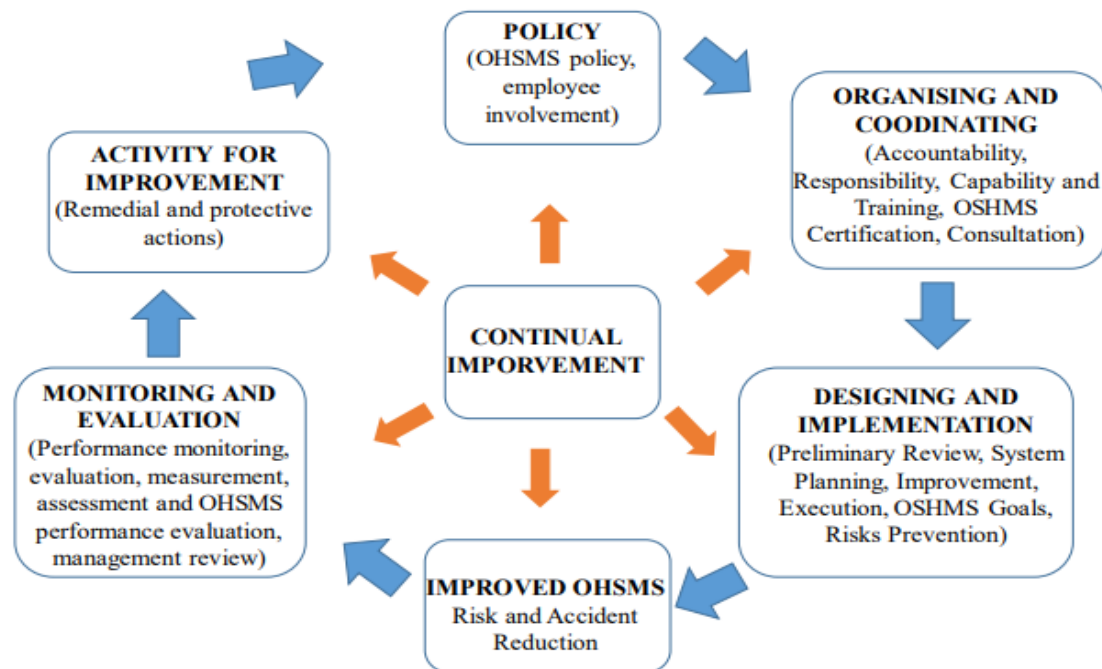 POLICY
(OHSMS policy,
employee
involvement)
ORGANISING AND
COODINATING
(Accountability,
Responsibility, Capability and
Training, OSHMS
Certification, Consultation)
DESIGNING AND
IMPLEMENTATION
(Preliminary Review, System
Planning, Improvement,
Execution, OSHMS Goals,
Risks Prevention)
IMPROVED OHSMS
Risk and Accident
Reduction
MONITORING AND
EVALUATION
(Performance monitoring,
evaluation, measurement,
assessment and OHSMS
performance evaluation,
management review)
ACTIVITY FOR
IMPROVEMENT
(Remedial and protective
actions)
CONTINUAL
IMPORVEMENT